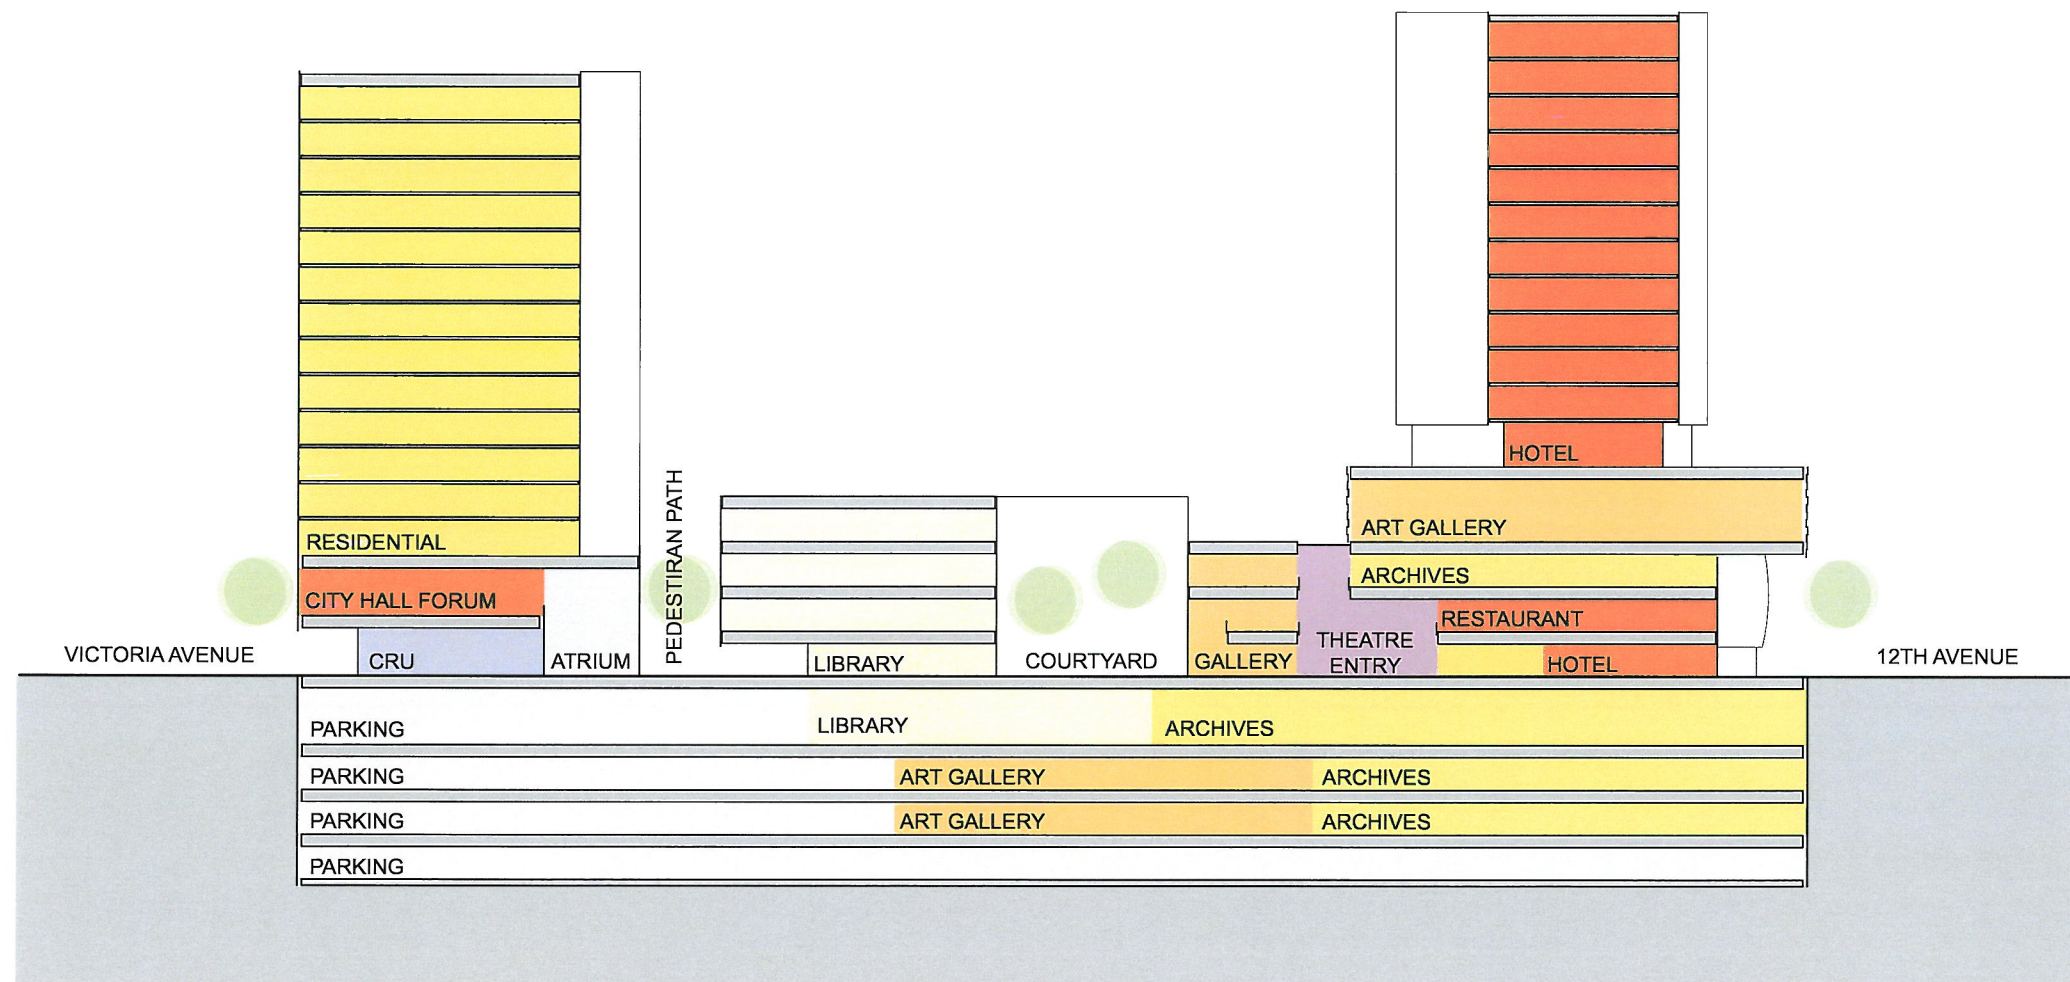 HOTEL
PEDESTIRAN PATH
ART GALLERY
RESIDENTIAL
ARCHIVES
CITY HALL FORUM
RESTAURANT
VICTORIA AVENUE
CRU
ATRIUM
LIBRARY
COURTYARD
GALLERY
THEATRE
ENTRY
HOTEL
12TH AVENUE
PARKING
LIBRARY
ARCHIVES
PARKING
ART GALLERY
ARCHIVES
PARKING
ART GALLERY
ARCHIVES
PARKING